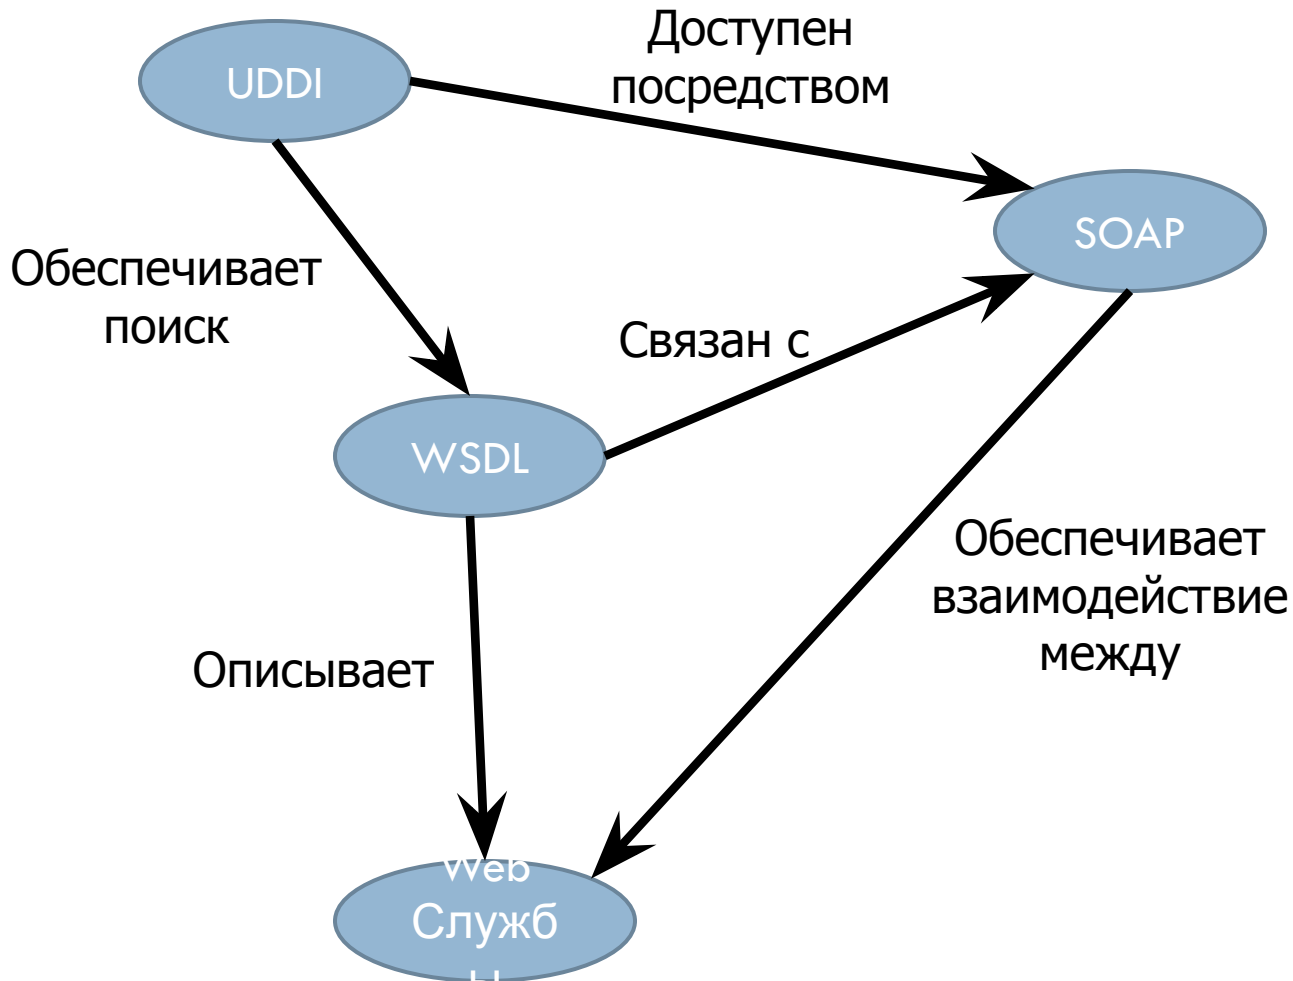 Доступен
посредством
UDDI
SOAP
Обеспечивает
поиск
Связан с
WSDL
Обеспечивает
взаимодействие
между
Описывает
Web
Служб
ы